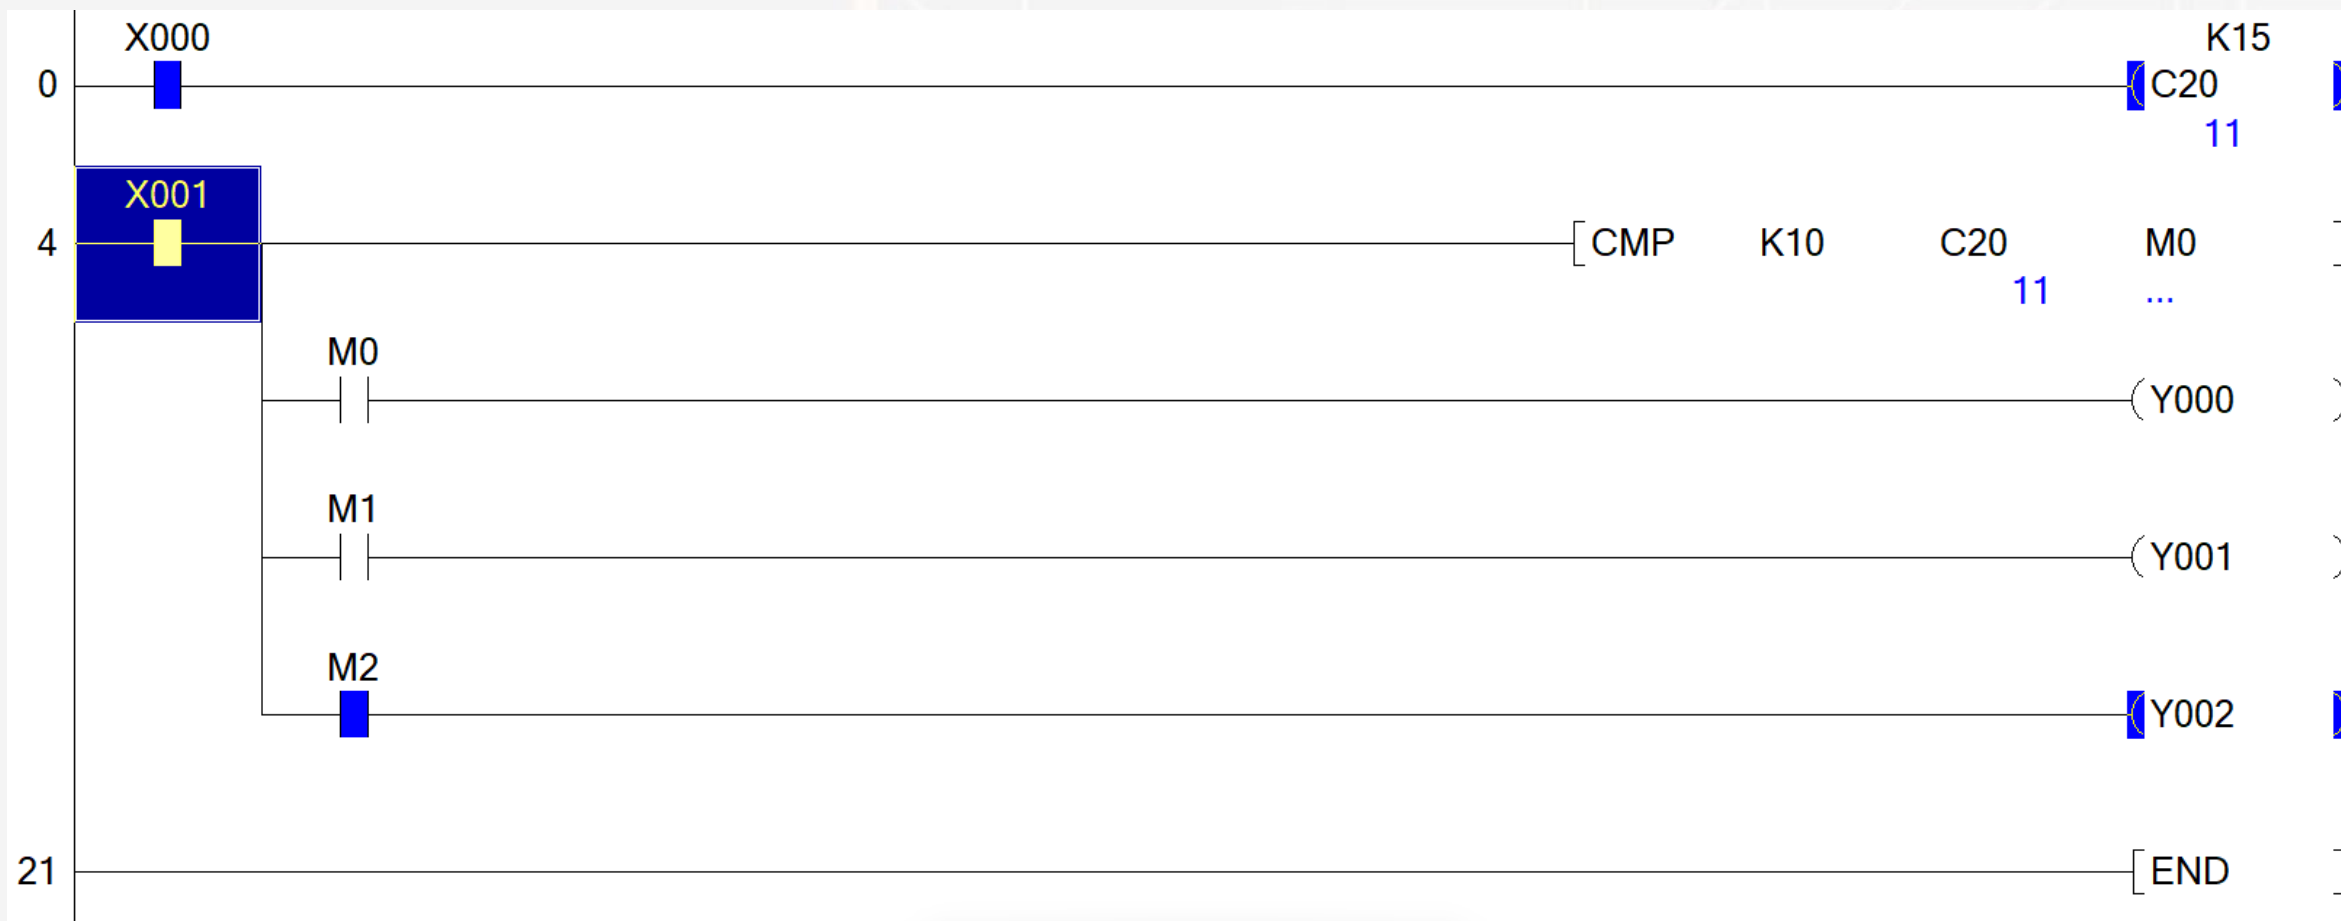 X000 K15
0 C20
11
X001
4 CMP K10 C20 M0
11 ...
M0
Y000
M1
Y001
M2
Y002
21 END